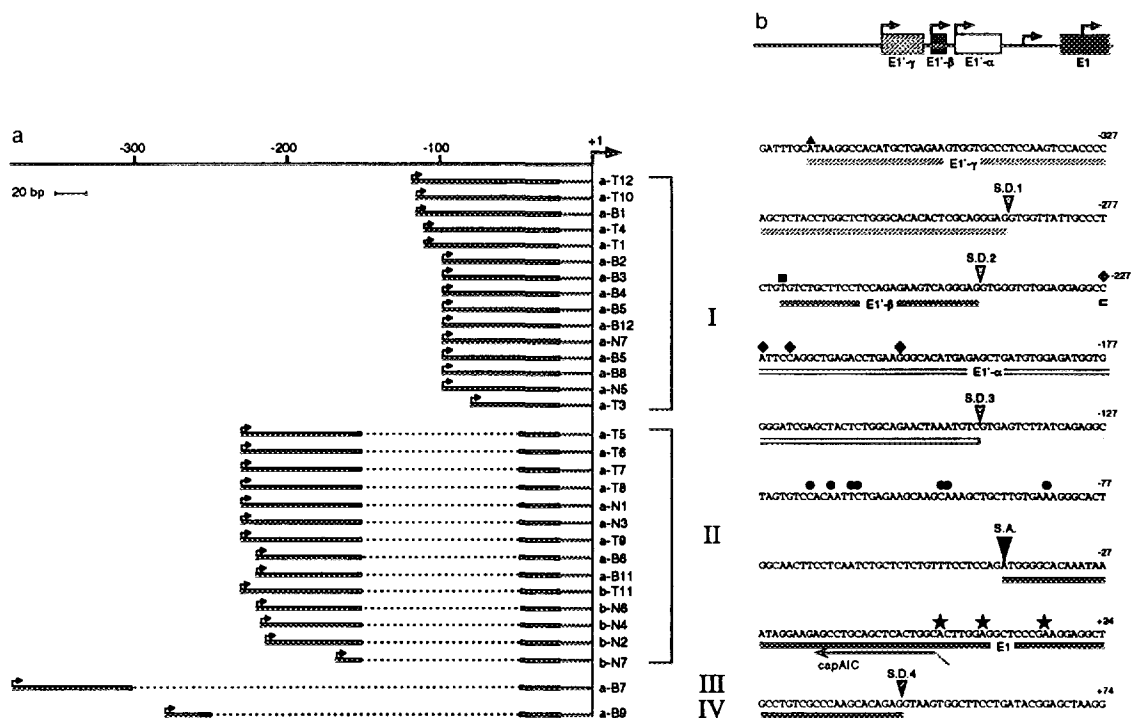 a
-300
-200
-100
+1
20 bp
a-T12
a-T10
a-B1
a-T4
a-T1
a-B2
a-B3
a-B4
a-B5
a-B12
a-N7
a-B5
a-B8
a-N5
a-T3
I
a-T5
a-T6
a-T7
a-T8
a-N1
a-N3
a-T9
a-B6
a-B11
b-T11
b-N6
b-N4
b-N2
b-N7
II
a-B7
III
a-B9
IV
b
E1'-γ
E1'-β
E1'-α
E1
-327
GATTTGCATAAGGCCACATGCTGAGAAGTGGTGCCCTCCAAGTCCACCCC
E1'-γ
S.D.1
-277
AGCTCTACCTGGCTCTGGGCACACACTCGCAGGGAGGTGGTTATTGCCCT
S.D.2
-227
CTGTGTCTGCTTCCTCCAGAGAAGTCAGGGAGGTGGGTGTGGAGGAGGCC
E1'-β
-177
ATTCCAGGCTGAGACCTGAAGGGCACATGAGAGCTGATGTGGAGATGGTG
E1'-α
S.D.3
-127
GGGATCGAGCTACTCTGGCAGAACTAAATGTCGTGAGTCTTATCAGAGGC
-77
TAGTGTCCACAATTCTGAGAAGCAAGCAAAGCTGCTTGTGAAAGGGCACT
S.A.
-27
GGCAACTTCCTCAATCTGCTCTCTGTTTCCTCCAGATGGGGCACAAATAA
+24
ATAGGAAGAGCCTGCAGCTCACTGGCACTTGGAGGCTCCCGAAGGAGGCT
E1
capAIC
S.D.4
+74
GCCTGTCGCCCAAGCACAGAGGTAAGTGGCTTCCTGATACGGAGCTAAGG